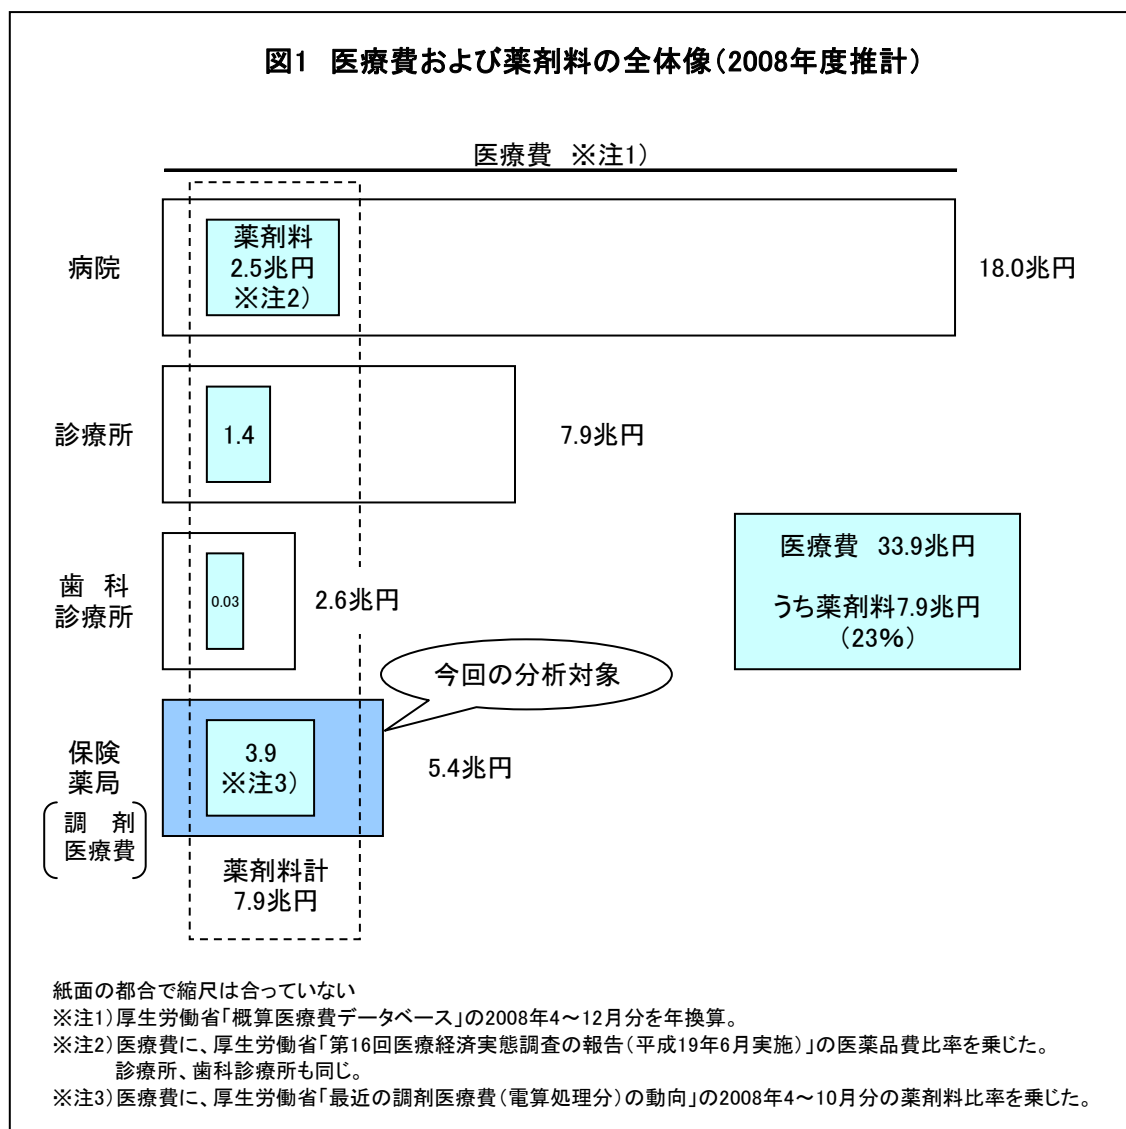 図1　医療費および薬剤料の全体像（2008年度推計）
医療費　※注1）
病院
薬剤料
2.5兆円
※注2）
18.0兆円
診療所
1.4
7.9兆円
歯　科
診療所
0.03
2.6兆円
医療費　33.9兆円
うち薬剤料7.9兆円
（23%）
今回の分析対象
保険
薬局
調　剤
医療費
3.9
※注3）
5.4兆円
薬剤料計
7.9兆円
紙面の都合で縮尺は合っていない
※注1）厚生労働省「概算医療費データベース」の2008年4～12月分を年換算。
※注2）医療費に、厚生労働省「第16回医療経済実態調査の報告（平成19年6月実施）」の医薬品費比率を乗じた。
診療所、歯科診療所も同じ。
※注3）医療費に、厚生労働省「最近の調剤医療費（電算処理分）の動向」の2008年4～10月分の薬剤料比率を乗じた。